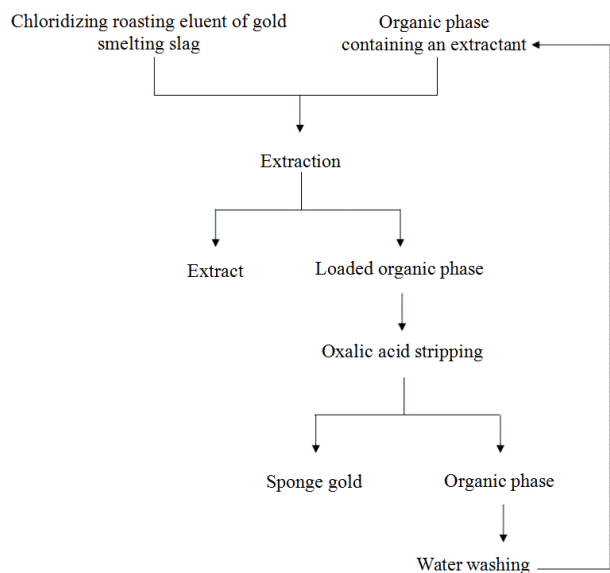 Chloridizing roasting eluent of gold
smelting slag
Organic phase
containing an extractant
Extraction
Extract
Loaded organic phase
Oxalic acid stripping
Sponge gold
Organic phase
Water washing